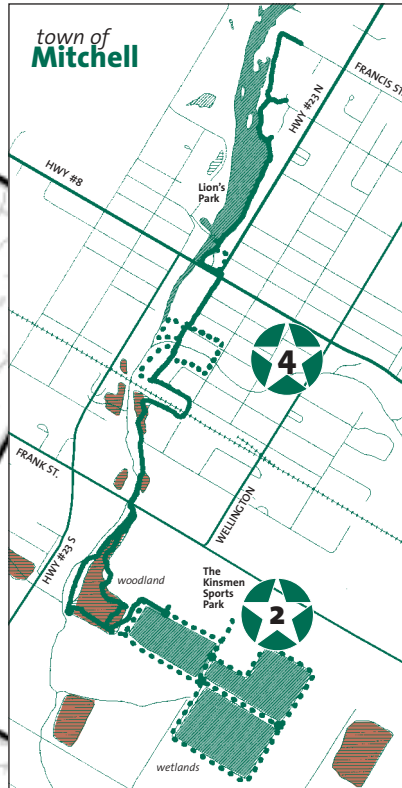 town of
Mitchell
FRANCIS ST.
HWY #23 N
HWY #8
Lion's
Park
4
FRANK ST.
WELLINGTON
HWY #23 S
woodland
The
Kinsmen
Sports
Park
2
wetlands